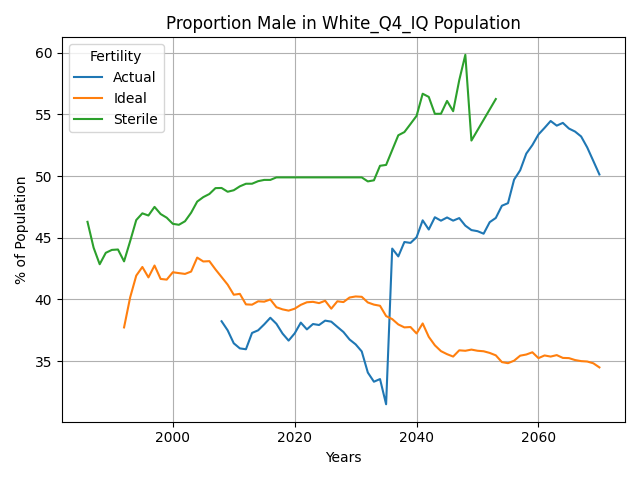 Proportion Male in White_Q4_IQ Population
Fertility
Actual
Ideal
Sterile
% of Population
60
55
50
45
40
35
2000
2020
2040
2060
Years